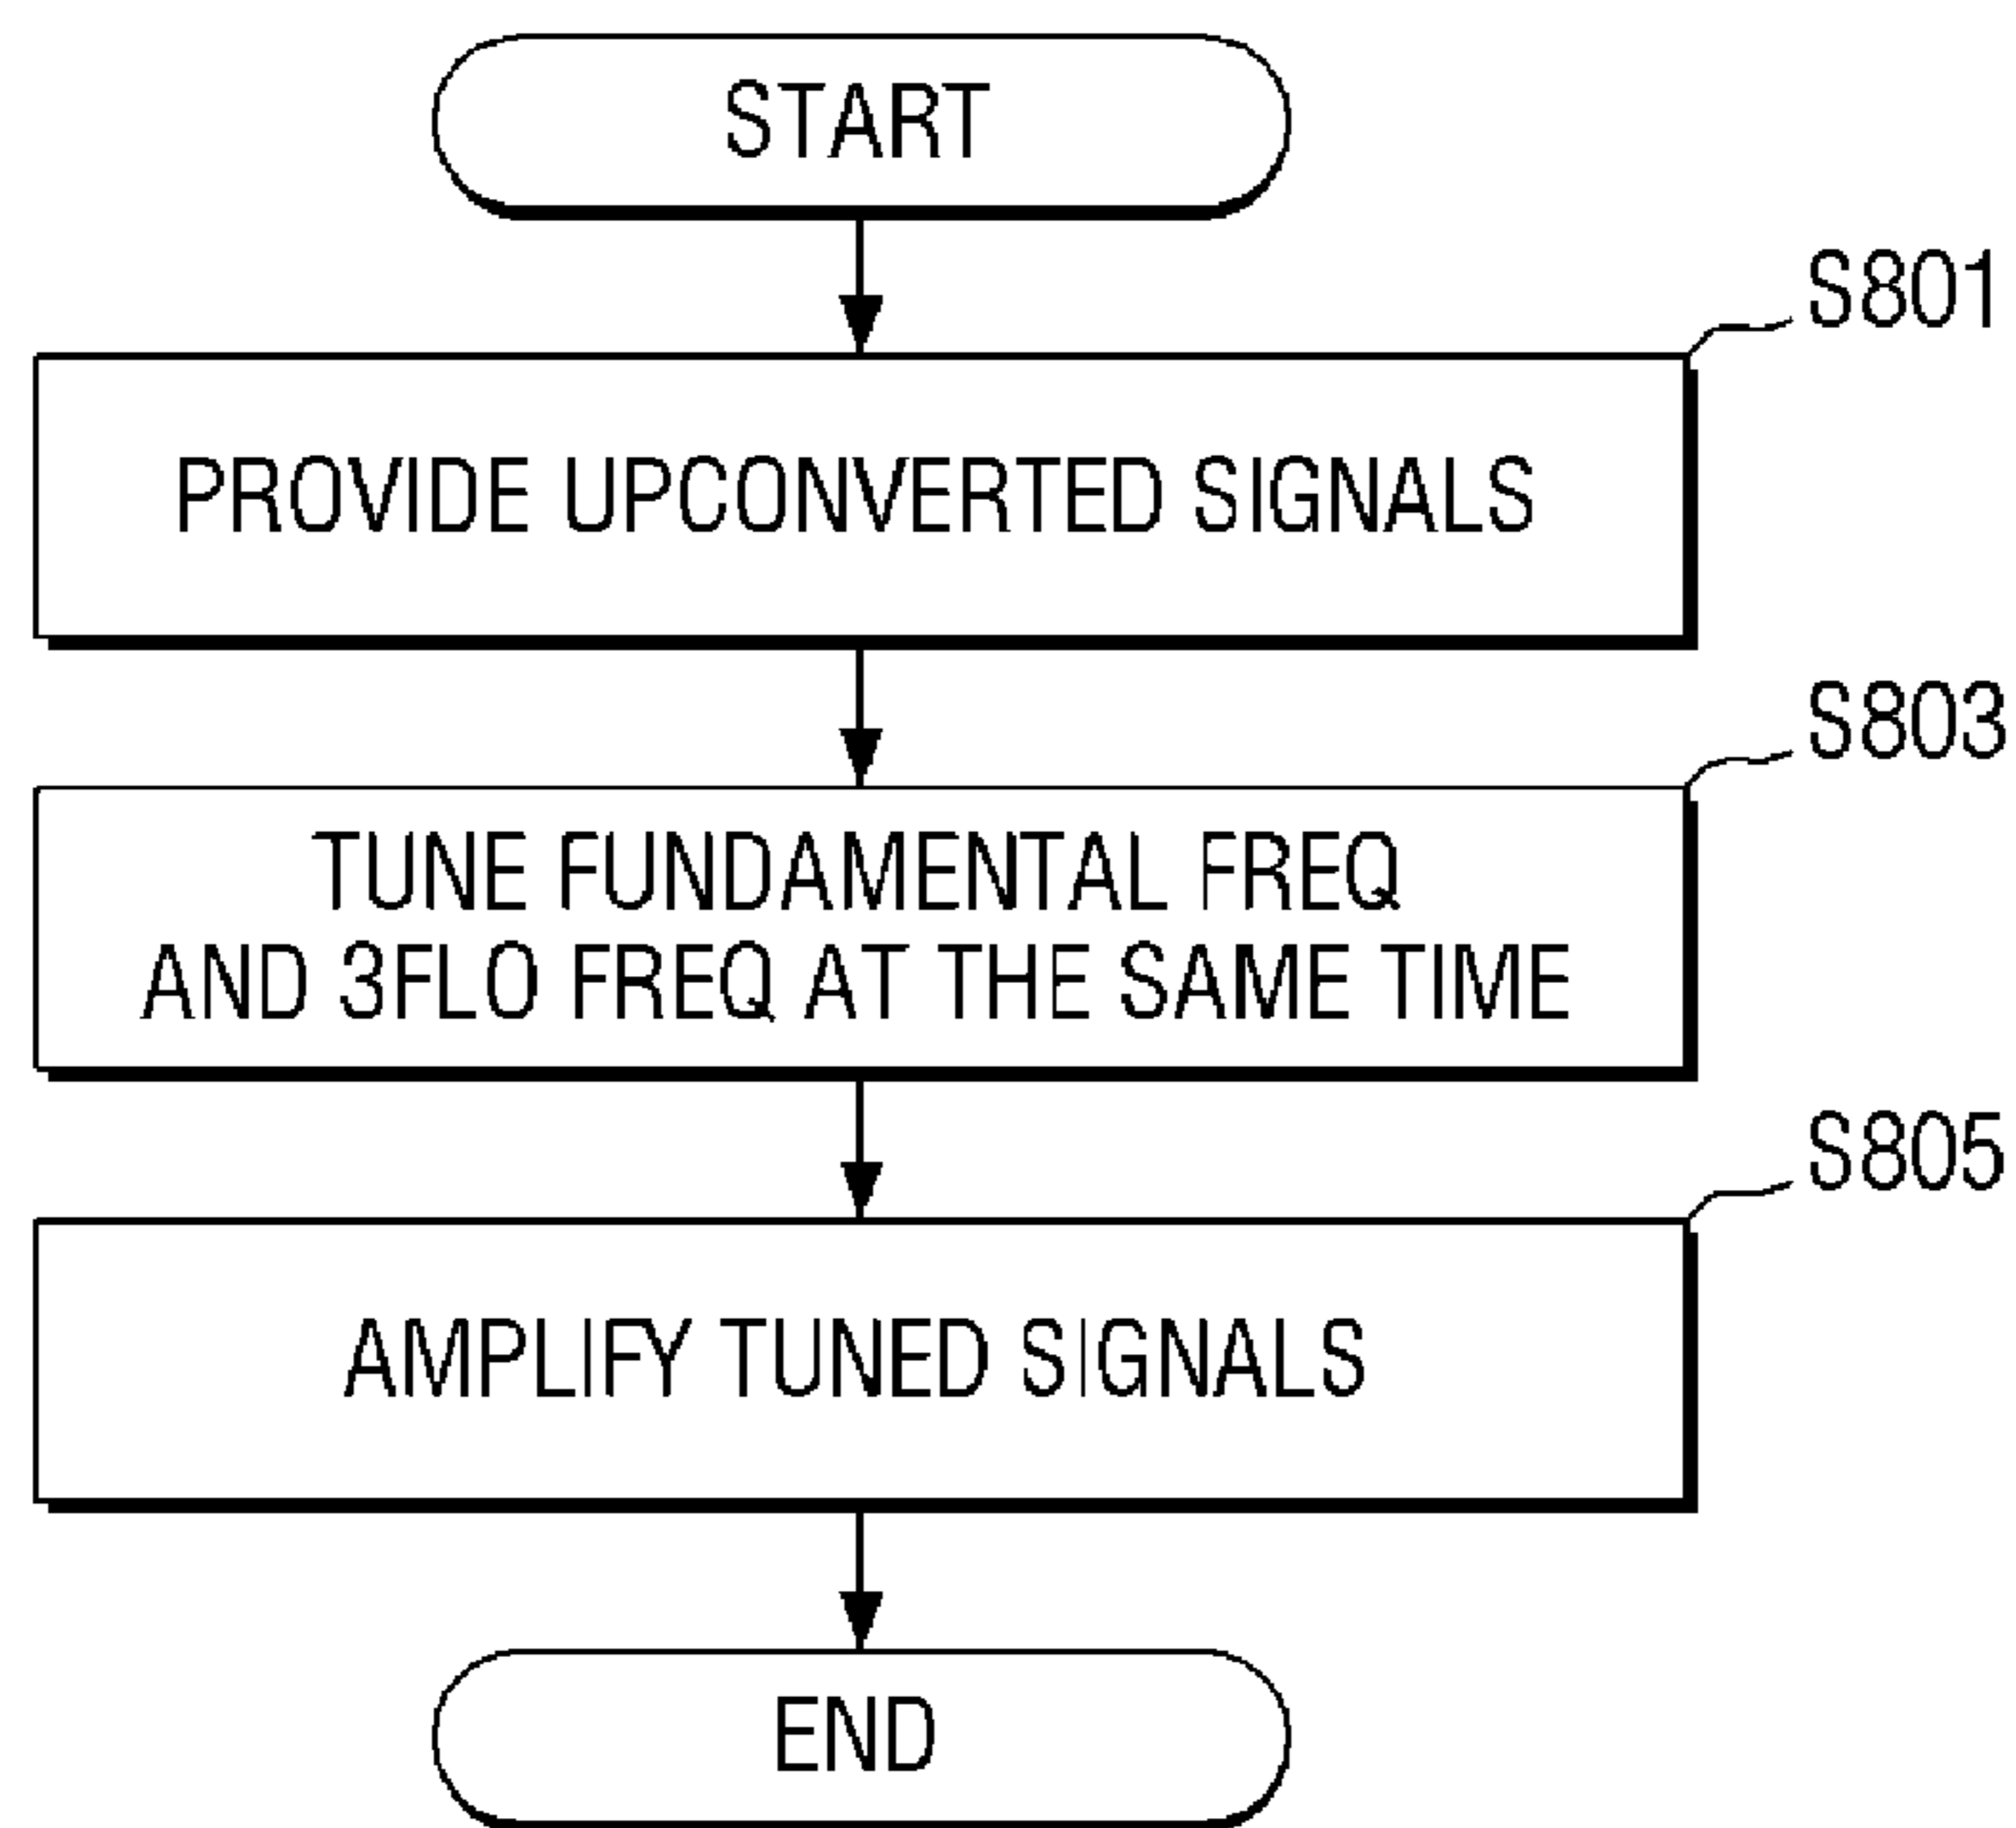 START
S801
PROVIDE UPCONVERTED SIGNALS
S803
TUNE FUNDAMENTAL FREQ
AND 3FLO FREQ AT THE SAME TIME
S805
AMPLIFY TUNED SIGNALS
END